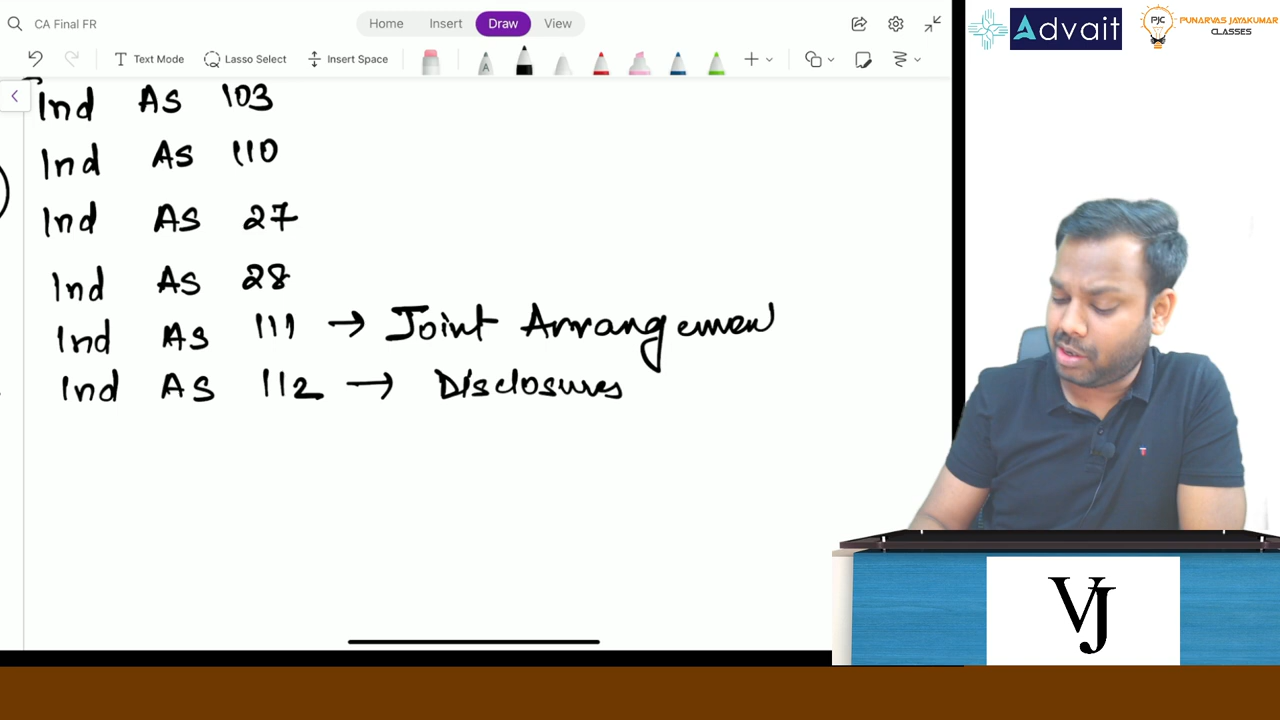 CA Final FR
Home Insert Draw View
Text Mode Lasso Select Insert Space
Advait
PJC
PUNARVAS JAYAKUMAR
CLASSES
Ind AS 103
Ind AS 110
Ind AS 27
Ind AS 28
Ind AS 111 → Joint Arrangemen
Ind AS 112 → Disclosures
VJ